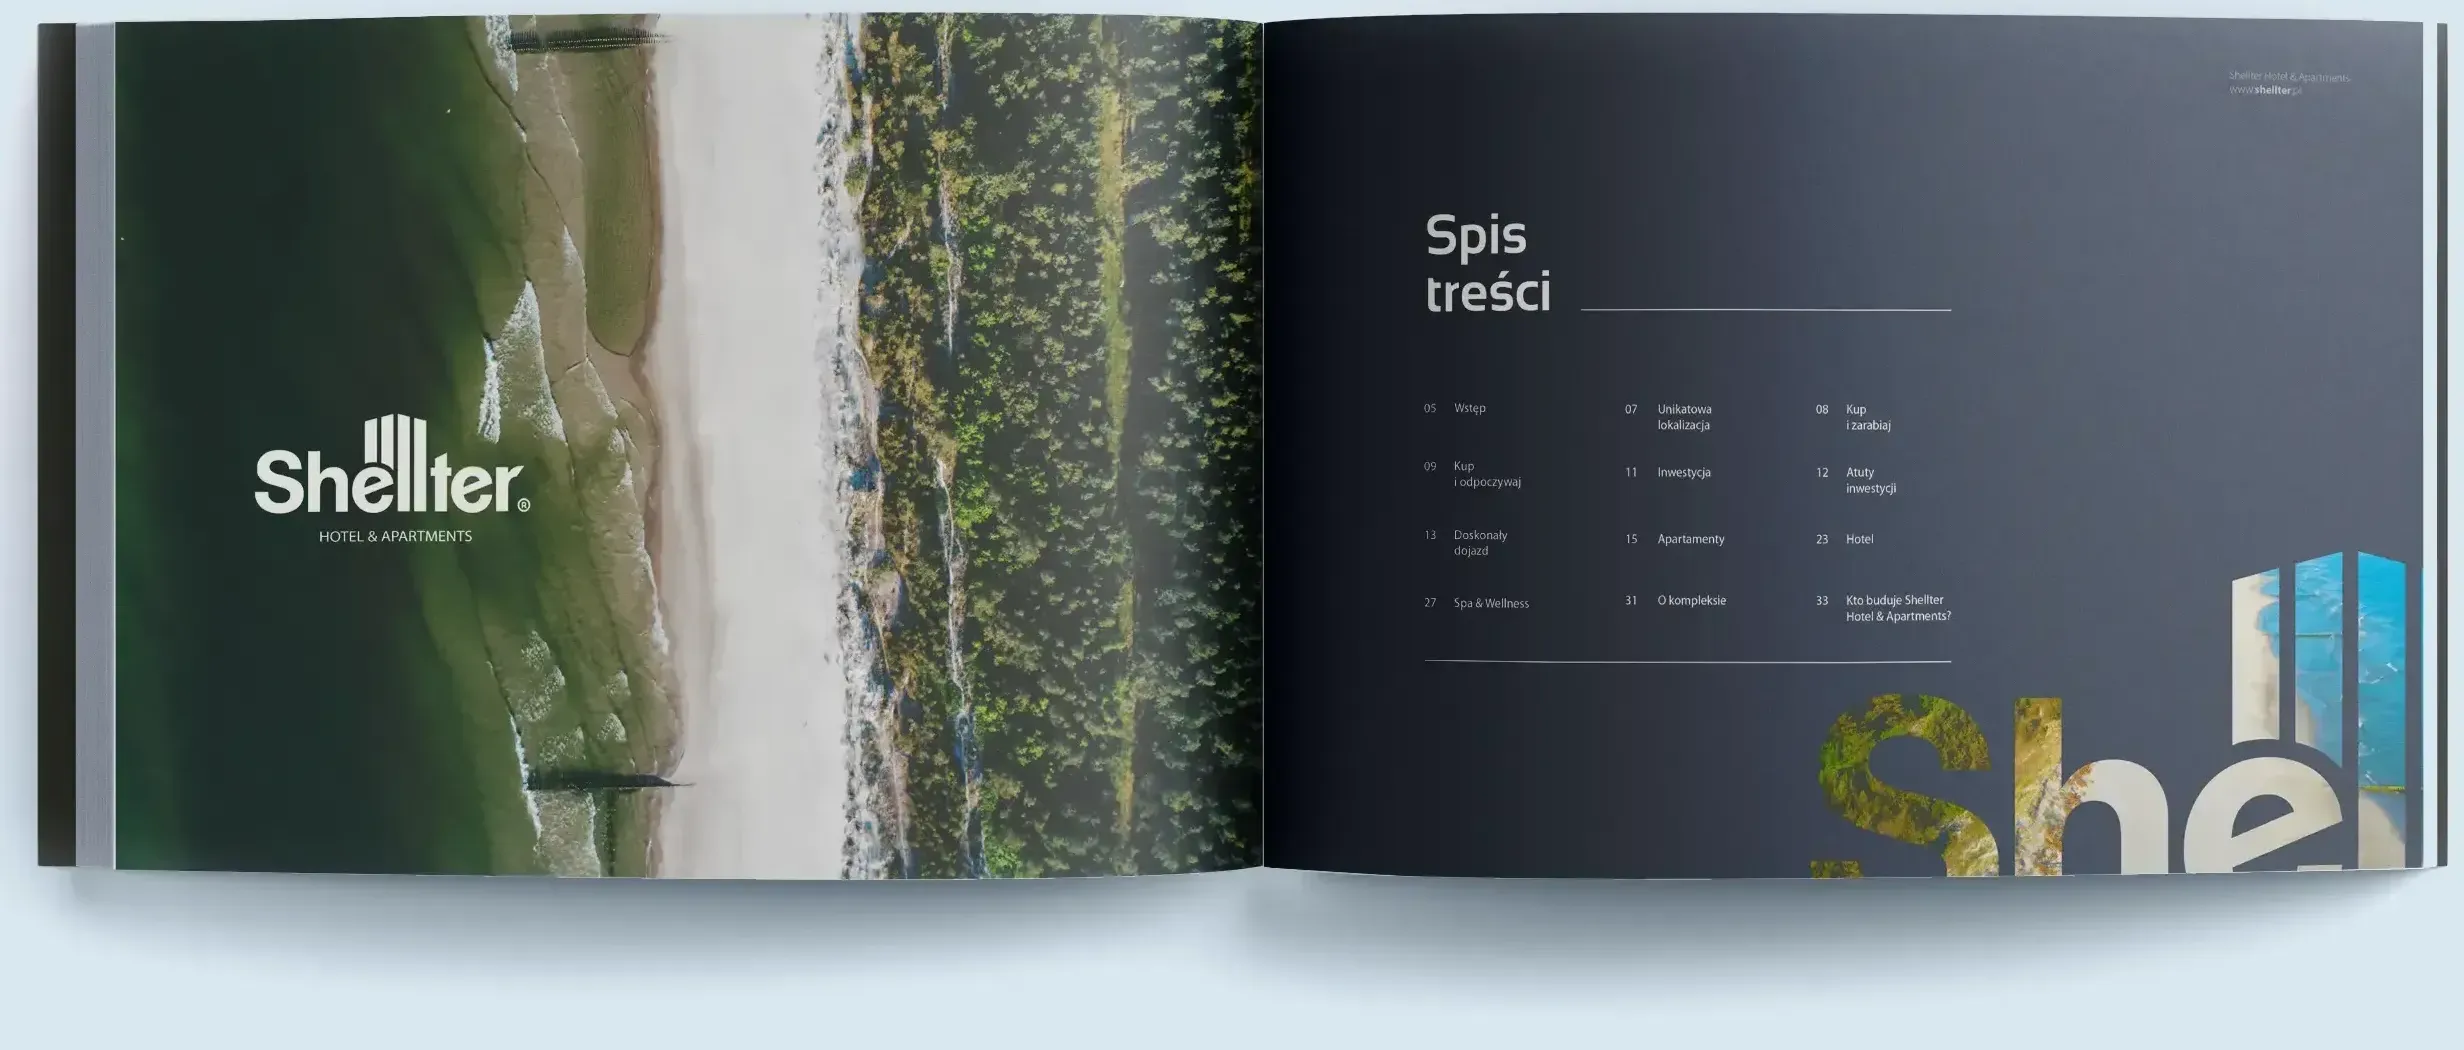 Shellter®
HOTEL & APARTMENTS
Shellter Hotel & Apartments
www.shellter.pl
Spis
treści
05 Wstęp
07 Unikatowa
lokalizacja
08 Kup
i zarabiaj
09 Kup
i odpoczywaj
11 Inwestycja
12 Atuty
inwestycji
13 Doskonały
dojazd
15 Apartamenty
23 Hotel
27 Spa & Wellness
31 O kompleksie
33 Kto buduje Shellter
Hotel & Apartments?
Shell